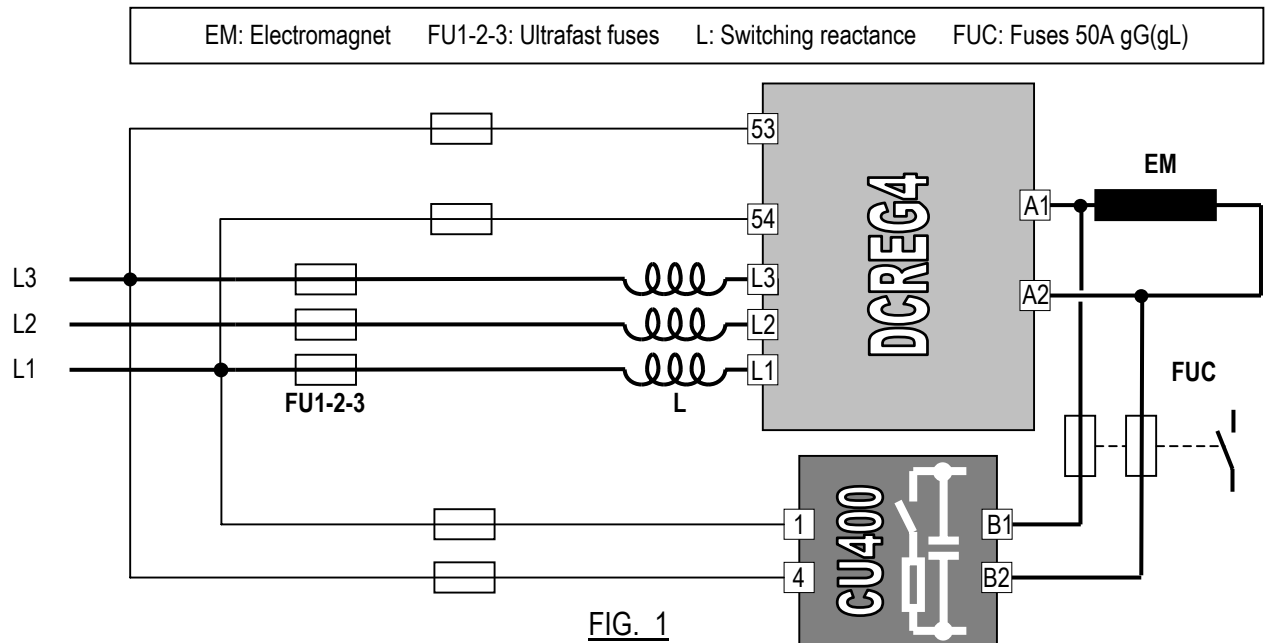 EM: Electromagnet FU1-2-3: Ultrafast fuses L: Switching reactance FUC: Fuses 50A gG(gL)
53
54
DCREG4
EM
A1
A2
L3
L3
L2
L2
L1
L1
FU1-2-3
L
FUC
1
4
CU400
B1
B2
FIG. 1